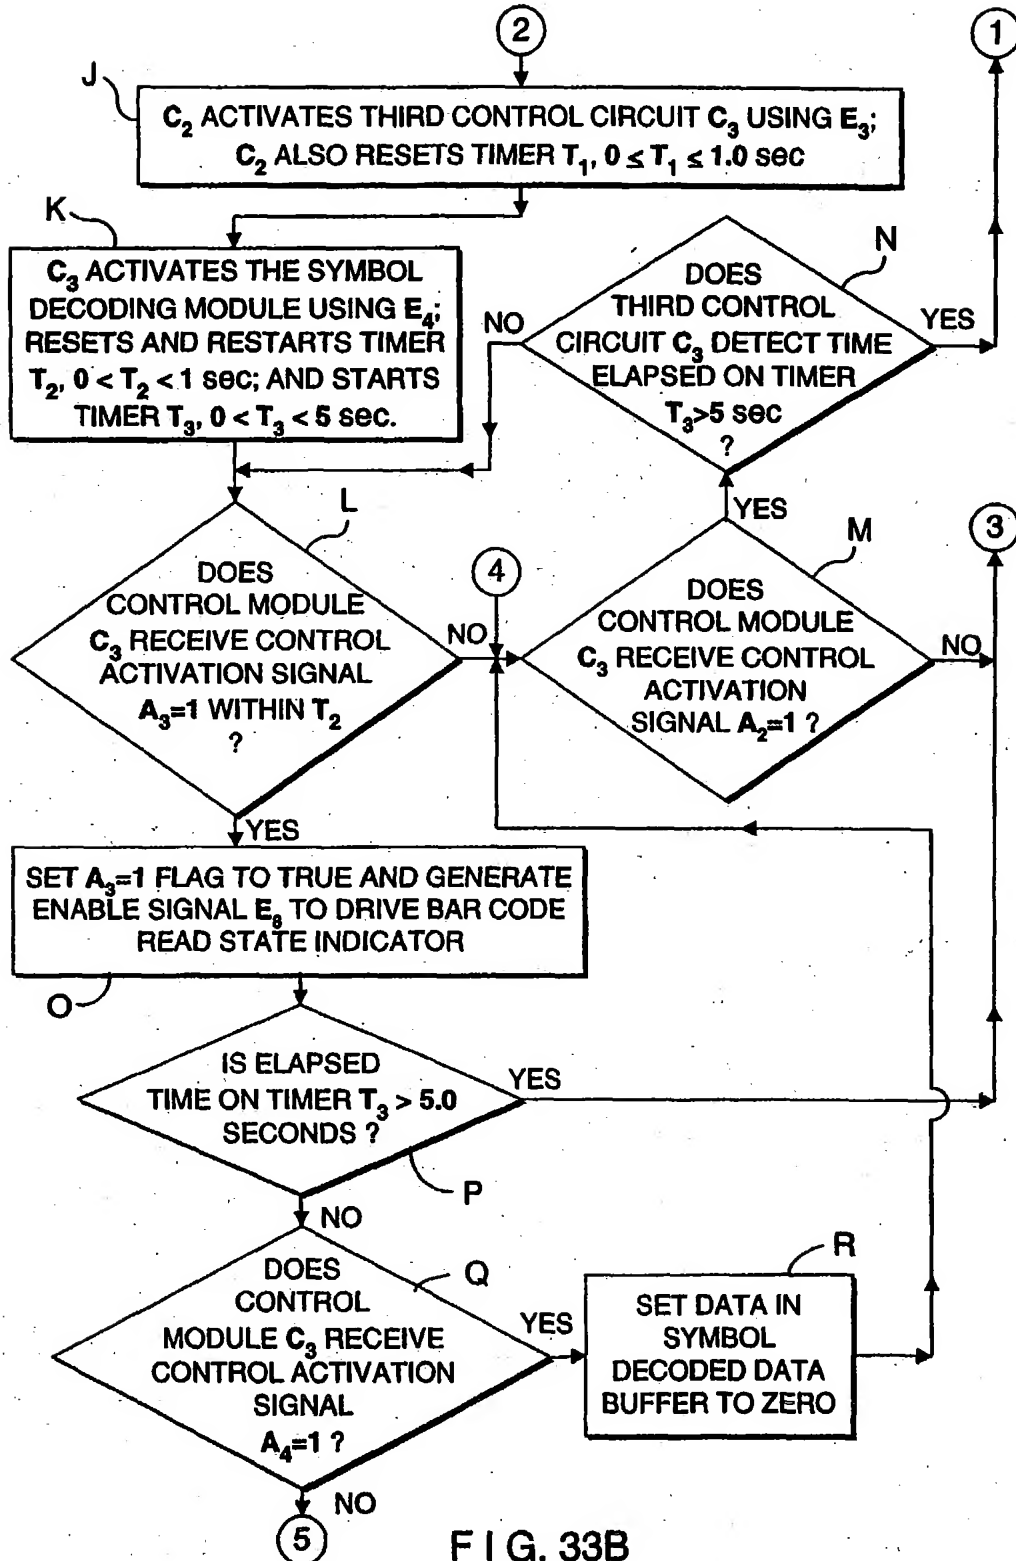 2
1
J
C2 ACTIVATES THIRD CONTROL CIRCUIT C3 USING E3;
C2 ALSO RESETS TIMER T1, 0 ≤ T1 ≤ 1.0 sec
K
C3 ACTIVATES THE SYMBOL
DECODING MODULE USING E4;
RESETS AND RESTARTS TIMER
T2, 0 < T2 < 1 sec; AND STARTS
TIMER T3, 0 < T3 < 5 sec.
N
DOES
THIRD CONTROL
CIRCUIT C3 DETECT TIME
ELAPSED ON TIMER
T3>5 sec
?
NO
YES
L
DOES
CONTROL MODULE
C3 RECEIVE CONTROL
ACTIVATION SIGNAL
A3=1 WITHIN T2
?
NO
YES
4
YES
M
3
DOES
CONTROL MODULE
C3 RECEIVE CONTROL
ACTIVATION
SIGNAL A2=1 ?
NO
SET A3=1 FLAG TO TRUE AND GENERATE
ENABLE SIGNAL E8 TO DRIVE BAR CODE
READ STATE INDICATOR
O
IS ELAPSED
TIME ON TIMER T3 > 5.0
SECONDS ?
YES
P
NO
DOES
CONTROL
MODULE C3 RECEIVE
CONTROL ACTIVATION
SIGNAL
A4=1 ?
Q
YES
R
SET DATA IN
SYMBOL
DECODED DATA
BUFFER TO ZERO
NO
5
FIG. 33B